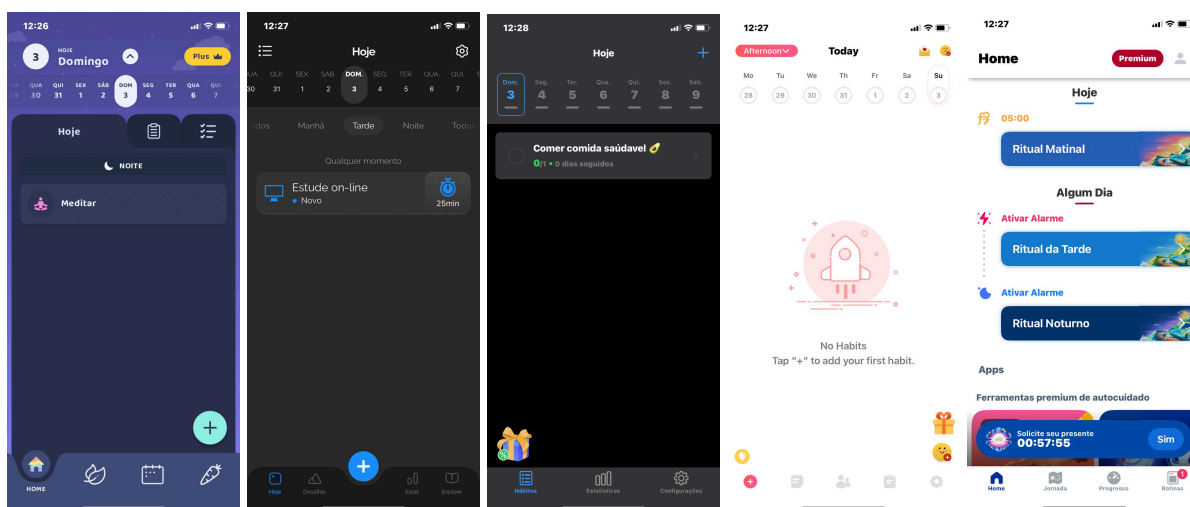 12:26
3
HOJE
Domingo
Plus
QUA QUI SEX SÁB DOM SEG TER QUA QUI
29 30 31 1 2 3 4 5 6 7
Hoje
NOITE
Meditar
+
HOME
12:27
Hoje
UA QUI SEX SÁB DOM. SEG TER QUA QUI
30 31 1 2 3 4 5 6 7
Manhã Tarde Noite Todos
Qualquer momento
Estude on-line
Novo
25min
+
Hoje Desafios Estat. Explore
12:28
Hoje +
Dom. Seg. Ter. Qua. Qui. Sex. Sáb.
3 4 5 6 7 8 9
Comer comida saúdavel 🥑
0/1 • 0 dias seguidos
Hábitos Estatísticas Configurações
12:27
Afternoon Today
Mo Tu We Th Fr Sa Su
28 29 30 31 1 2 3
No Habits
Tap "+" to add your first habit.
12:27
Home Premium
Hoje
05:00
Ritual Matinal
Algum Dia
Ativar Alarme
Ritual da Tarde
Ativar Alarme
Ritual Noturno
Apps
Ferramentas premium de autocuidado
Solicite seu presente
00:57:55
Sim
1
Home Jornada Progresso Rotinas